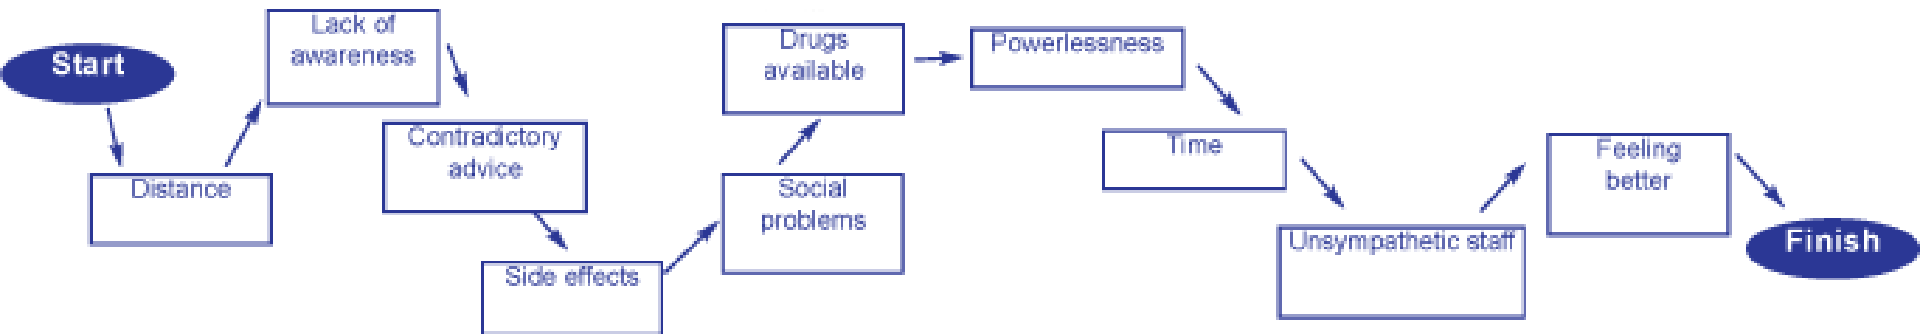 Start
Distance
Lack of
awareness
Contradictory
advice
Side effects
Social
problems
Drugs
available
Powerlessness
Time
Unsympathetic staff
Feeling
better
Finish